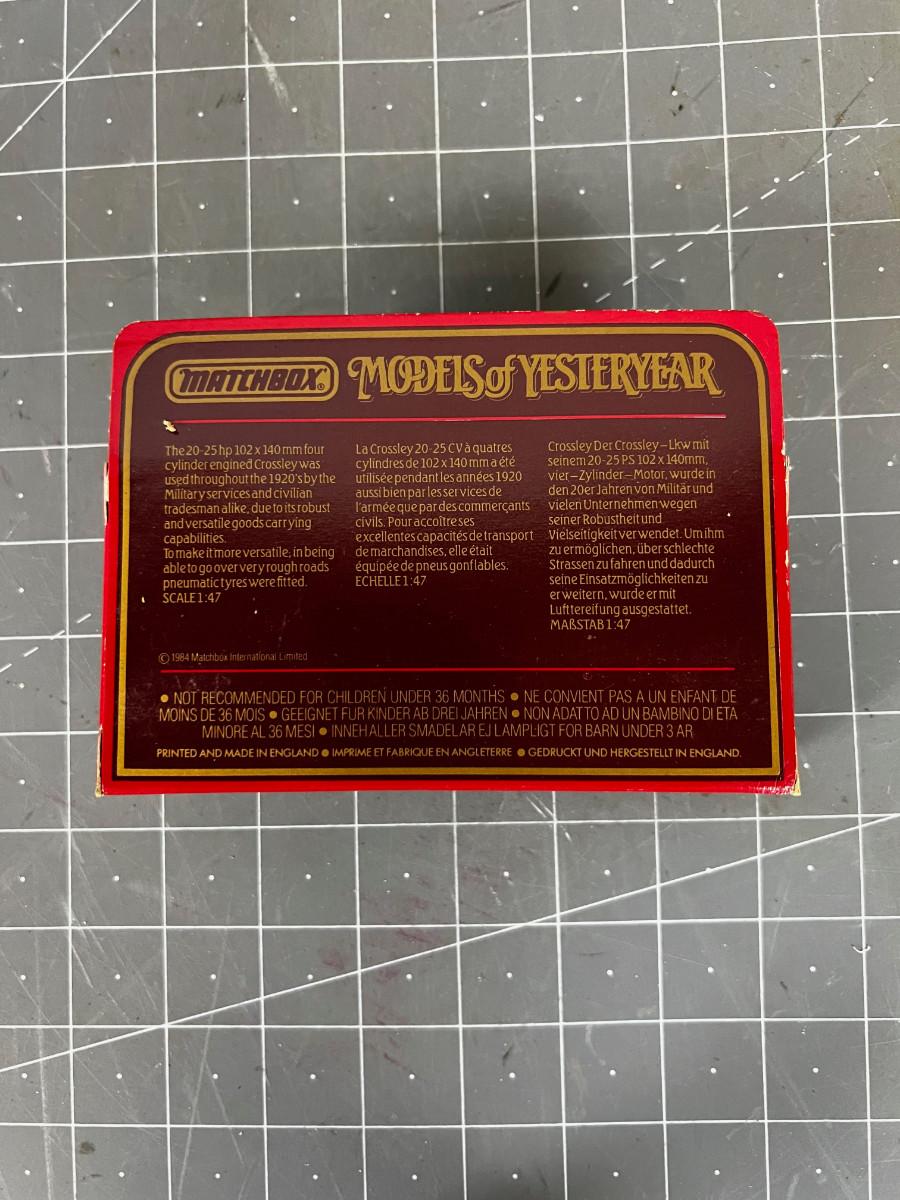 MATCHBOX® MODELS of YESTERYEAR
The 20-25 hp 102 x 140 mm four
cylinder engined Crossley was
used throughout the 1920's by the
Military services and civilian
tradesman alike, due to its robust
and versatile goods carrying
capabilities.
To make it more versatile, in being
able to go over very rough roads
pneumatic tyres were fitted.
SCALE 1:47
La Crossley 20-25 CV à quatres
cylindres de 102 x 140 mm a été
utilisée pendant les années 1920
aussi bien par les services de
l'armée que par des commerçants
civils. Pour accoître ses
excellentes capacités de transport
de marchandises, elle était
équipée de pneus gonflables.
ECHELLE 1:47
Crossley Der Crossley – Lkw mit
seinem 20-25 PS 102 x 140mm,
vier – Zylinder – Motor, wurde in
den 20er Jahren von Militär und
vielen Unternehmen wegen
seiner Robustheit und
Vielseitigkeit verwendet. Um ihm
zu ermöglichen, über schlechte
Strassen zu fahren und dadurch
seine Einsatzmöglichkeiten zu
erweitern, wurde er mit
Lufttereifung ausgestattet.
MAßSTAB 1:47
© 1984 Matchbox International Limited
● NOT RECOMMENDED FOR CHILDREN UNDER 36 MONTHS ● NE CONVIENT PAS A UN ENFANT DE
MOINS DE 36 MOIS ● GEEIGNET FUR KINDER AB DREI JAHREN ● NON ADATTO AD UN BAMBINO DI ETA
MINORE AL 36 MESI ● INNEHALLER SMADELAR EJ LAMPLIGT FOR BARN UNDER 3 AR
PRINTED AND MADE IN ENGLAND ● IMPRIME ET FABRIQUE EN ANGLETERRE ● GEDRUCKT UND HERGESTELLT IN ENGLAND.